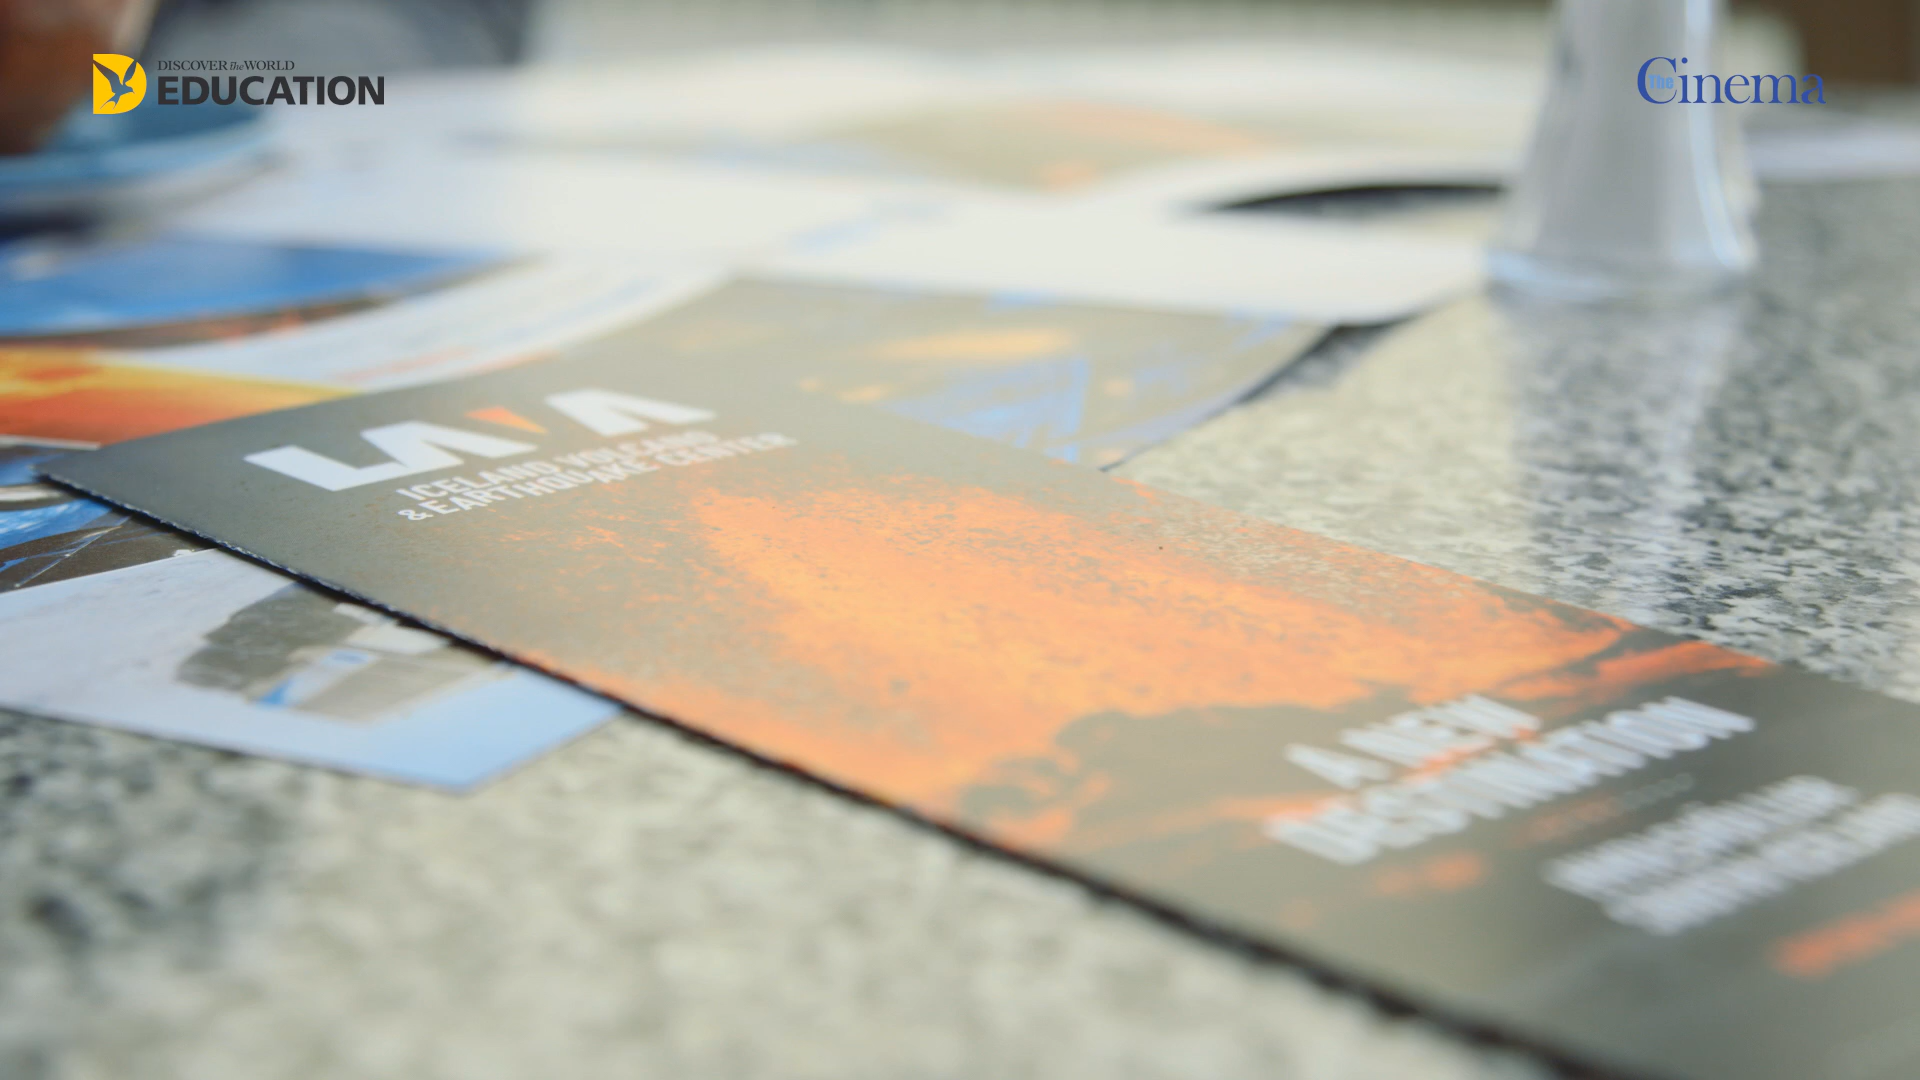 DISCOVER the WORLD
EDUCATION
The Cinema
LAVA
ICELAND VOLCANO
& EARTHQUAKE CENTER
A NEW
DESTINATION